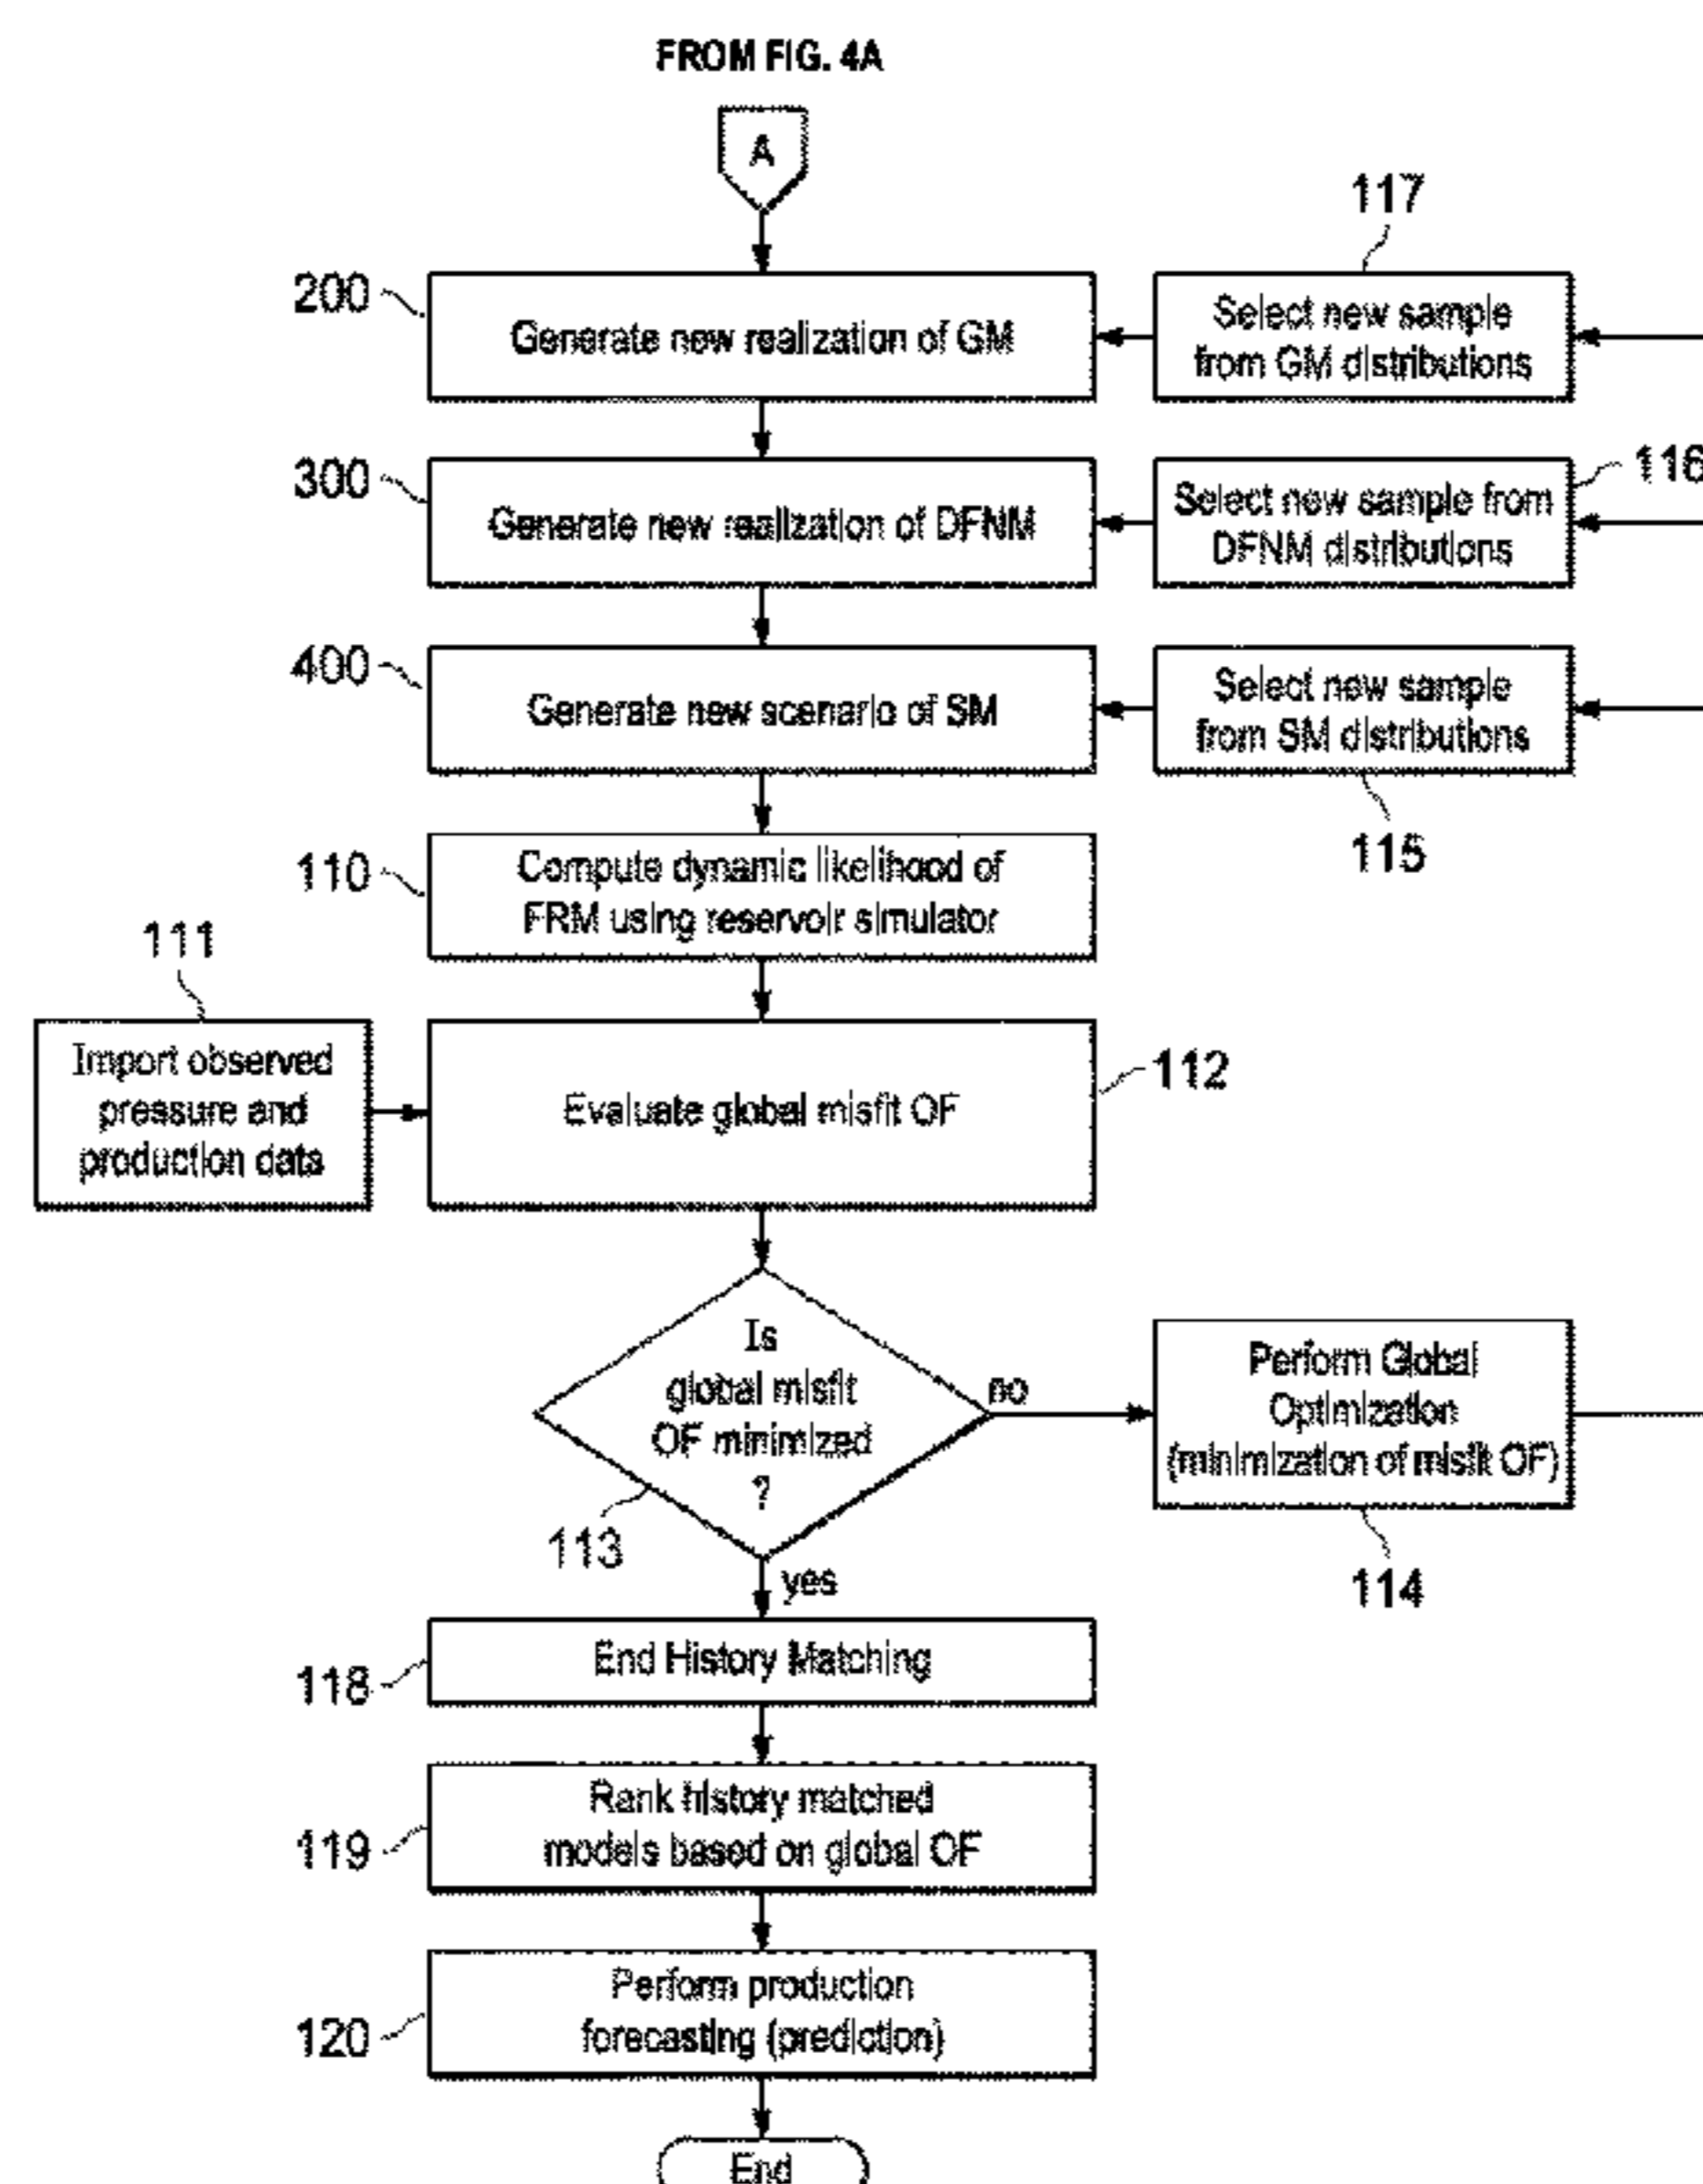 FROM FIG. 4A
A
117
200
Generate new realization of GM
Select new sample
from GM distributions
300
Generate new realization of DFNM
Select new sample from
DFNM distributions
116
400
Generate new scenario of SM
Select new sample
from SM distributions
115
110
Compute dynamic likelihood of
FRM using reservoir simulator
111
Import observed
pressure and
production data
Evaluate global misfit OF
112
Is
global misfit
OF minimized
?
113
no
yes
Perform Global
Optimization
(minimization of misfit OF)
114
118
End History Matching
119
Rank history matched
models based on global OF
120
Perform production
forecasting (prediction)
End